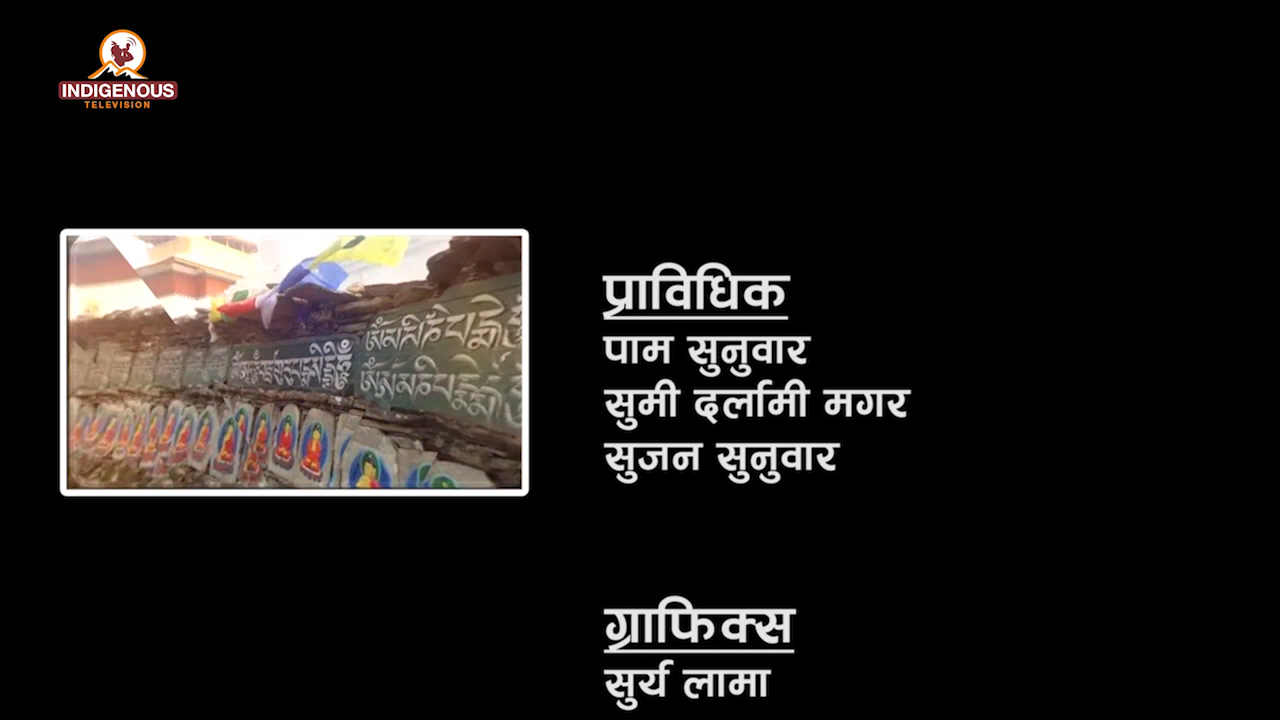 INDIGENOUS
TELEVISION
प्राविधिक
पाम सुनुवार
सुमी दर्लामी मगर
सुजन सुनुवार
ग्राफिक्स
सुर्य लामा